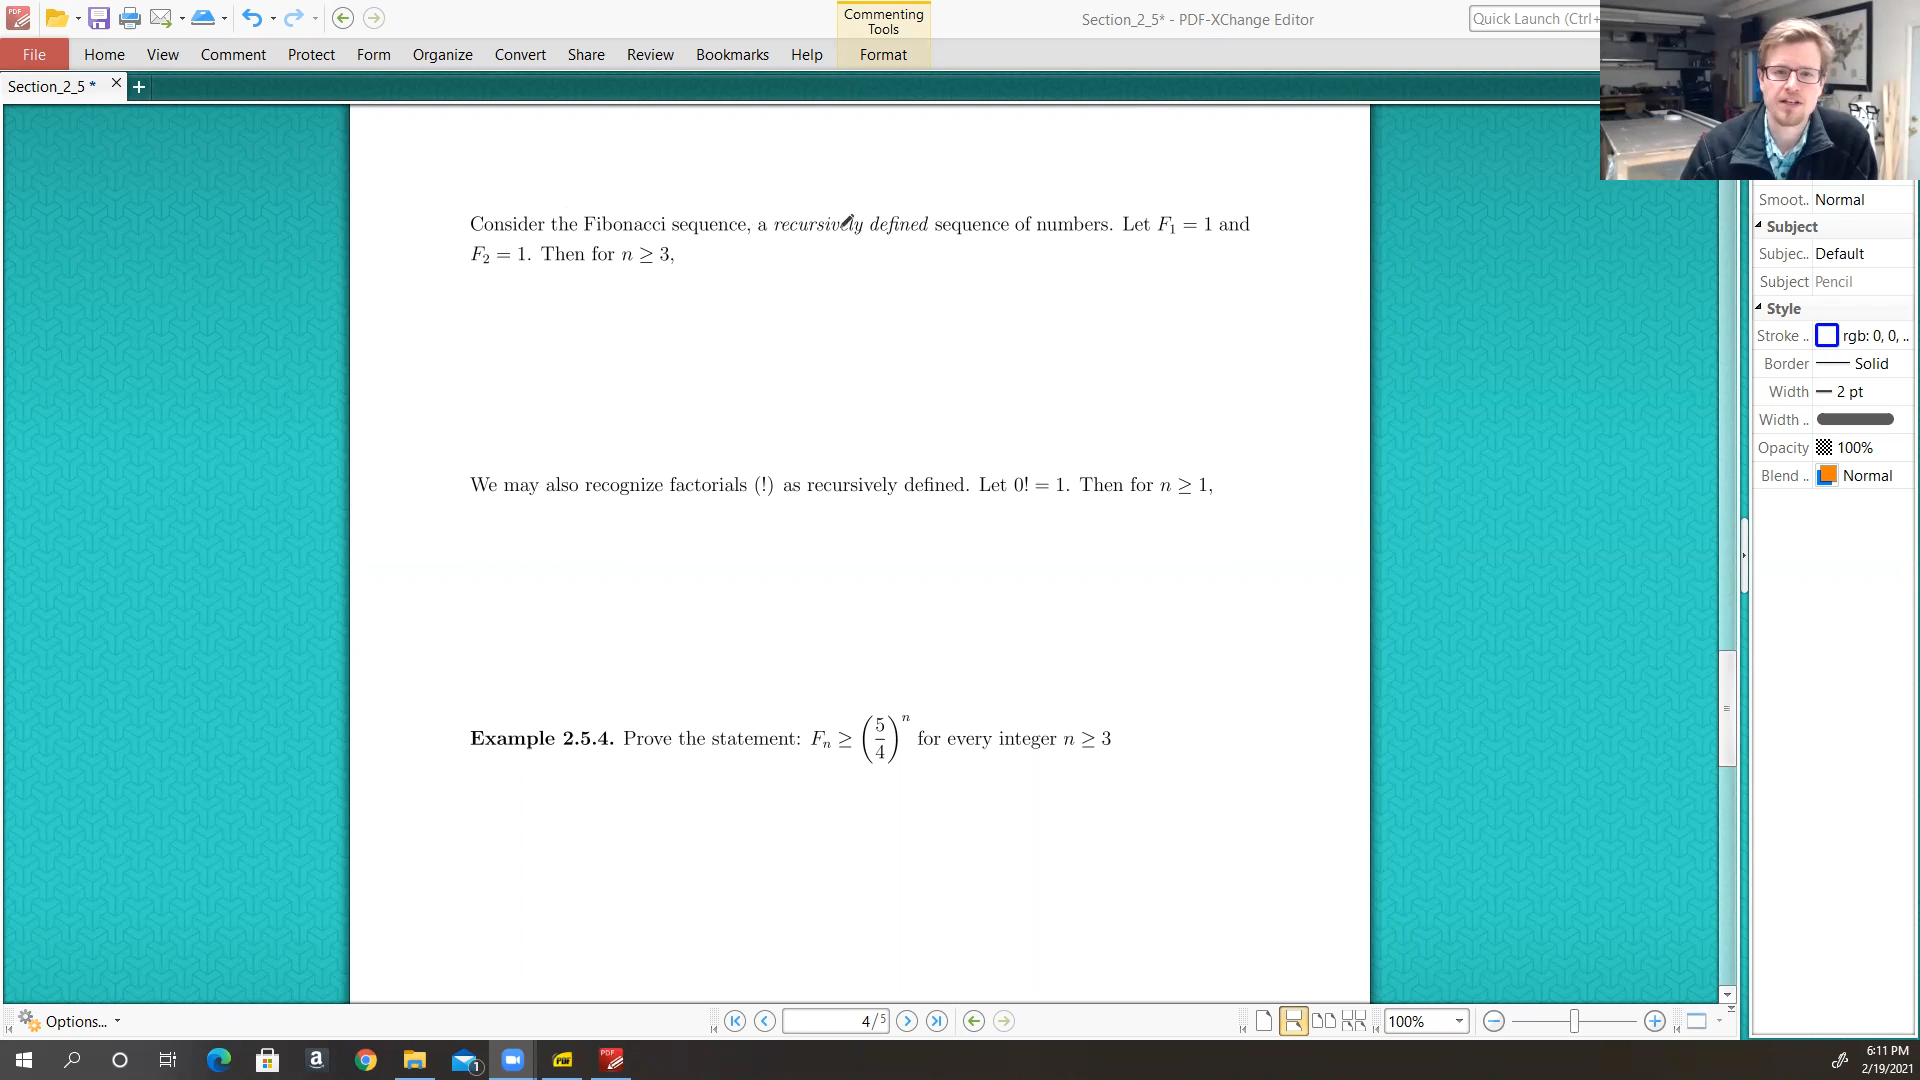 Commenting
Tools
Section_2_5* - PDF-XChange Editor
Quick Launch (Ctrl+
File
Home
View
Comment
Protect
Form
Organize
Convert
Share
Review
Bookmarks
Help
Format
Section_2_5 *
Consider the Fibonacci sequence, a recursively defined sequence of numbers. Let F₁ = 1 and
F₂ = 1. Then for n ≥ 3,
We may also recognize factorials (!) as recursively defined. Let 0! = 1. Then for n ≥ 1,
Example 2.5.4. Prove the statement: Fₙ ≥ (5/4)ⁿ for every integer n ≥ 3
Smoot.. Normal
Subject
Subjec.. Default
Subject Pencil
Style
Stroke .. rgb: 0, 0, ..
Border Solid
Width 2 pt
Width ..
Opacity 100%
Blend .. Normal
Options...
4/5
100%
6:11 PM
2/19/2021